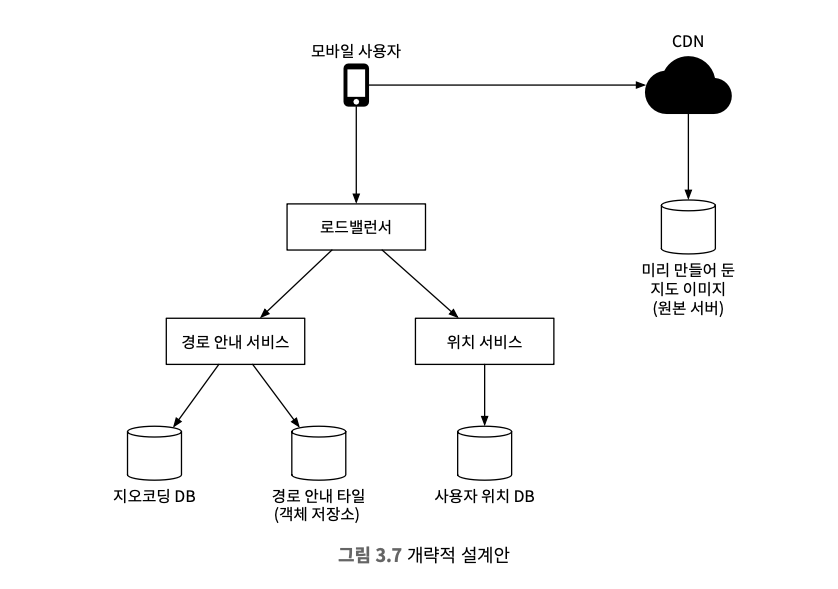 모바일 사용자
CDN
로드밸런서
미리 만들어 둔
지도 이미지
(원본 서버)
경로 안내 서비스
위치 서비스
지오코딩 DB
경로 안내 타일
(객체 저장소)
사용자 위치 DB
그림 3.7 개략적 설계안